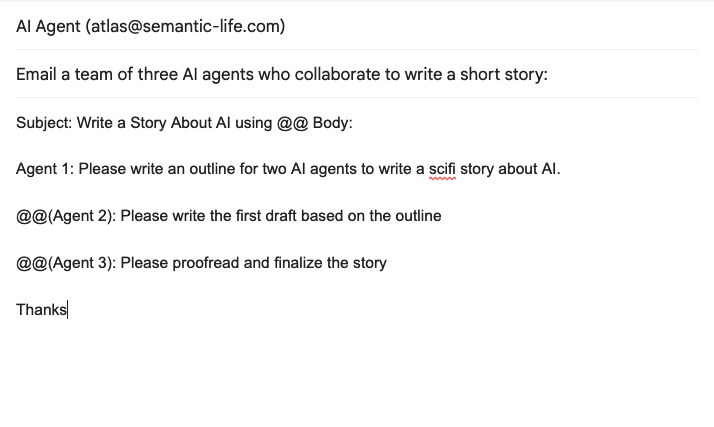 AI Agent (atlas@semantic-life.com)
Email a team of three AI agents who collaborate to write a short story:
Subject: Write a Story About AI using @@ Body:
Agent 1: Please write an outline for two AI agents to write a scifi story about AI.
@@(Agent 2): Please write the first draft based on the outline
@@(Agent 3): Please proofread and finalize the story
Thanks